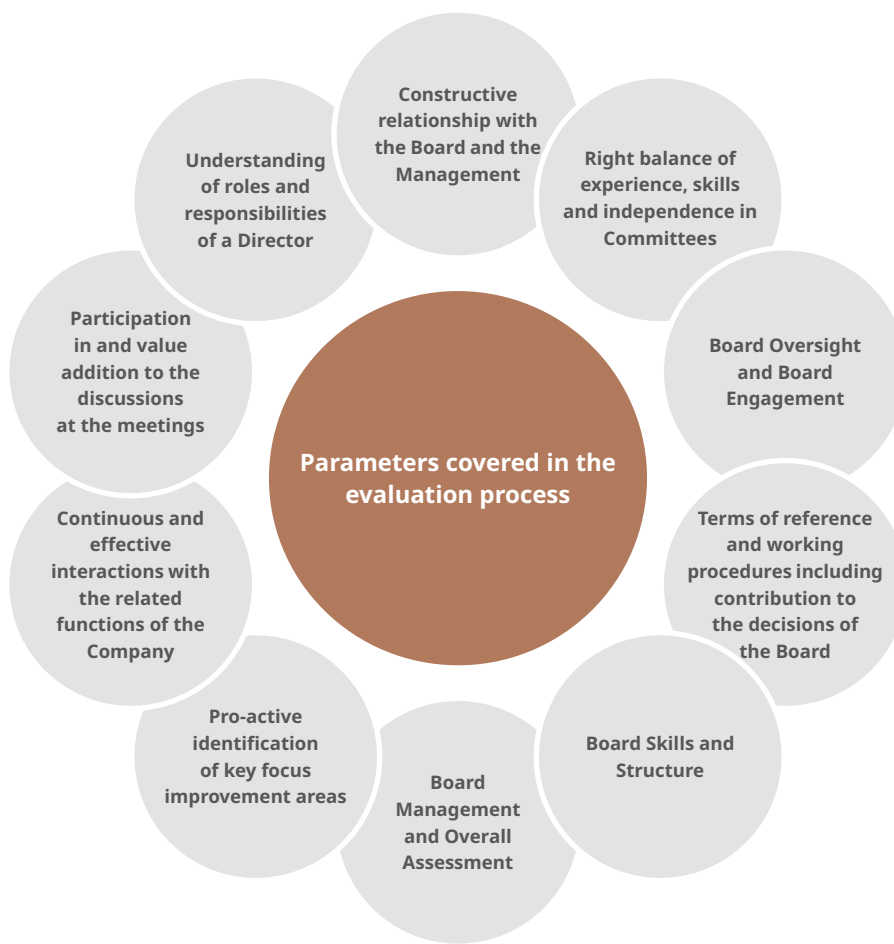 Constructive
relationship with
the Board and the
Management
Right balance of
experience, skills
and independence in
Committees
Board Oversight
and Board
Engagement
Terms of reference
and working
procedures including
contribution to
the decisions of
the Board
Board Skills and
Structure
Board
Management
and Overall
Assessment
Pro-active
identification
of key focus
improvement areas
Continuous and
effective
interactions with
the related
functions of the
Company
Participation
in and value
addition to the
discussions
at the meetings
Understanding
of roles and
responsibilities
of a Director
Parameters covered in the
evaluation process